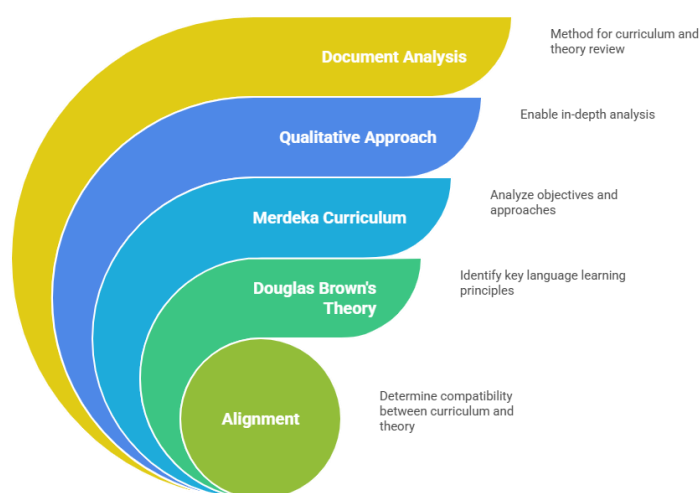 Document Analysis
Method for curriculum and
theory review
Qualitative Approach
Enable in-depth analysis
Merdeka Curriculum
Analyze objectives and
approaches
Douglas Brown's
Theory
Identify key language learning
principles
Alignment
Determine compatibility
between curriculum and
theory